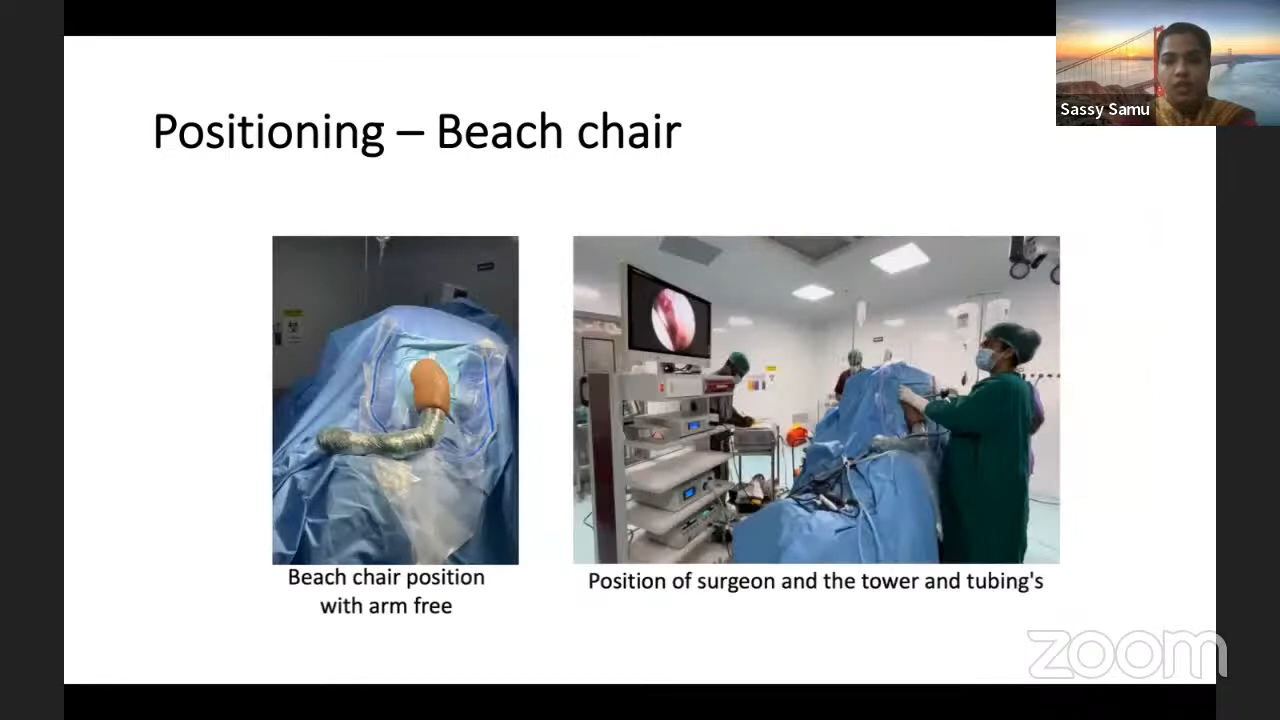 Sassy Samu
Positioning – Beach chair
Beach chair position
with arm free
Position of surgeon and the tower and tubing's
zoom